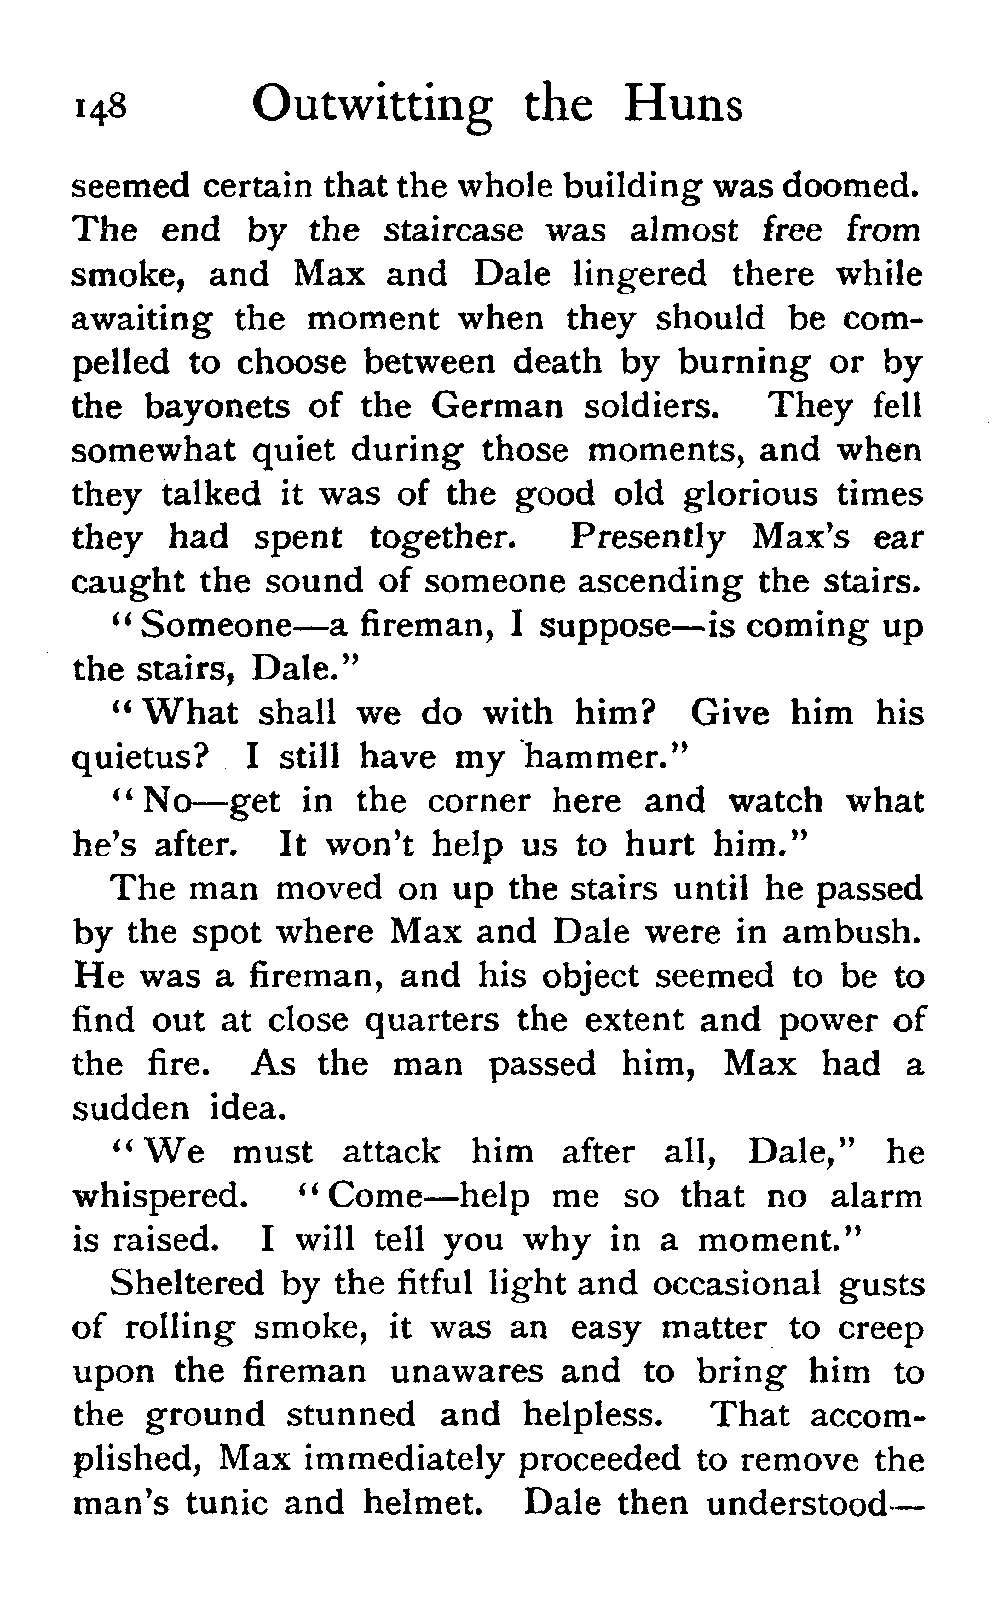 148 Outwitting the Huns
seemed certain that the whole building was doomed.
The end by the staircase was almost free from
smoke, and Max and Dale lingered there while
awaiting the moment when they should be com-
pelled to choose between death by burning or by
the bayonets of the German soldiers. They fell
somewhat quiet during those moments, and when
they talked it was of the good old glorious times
they had spent together. Presently Max's ear
caught the sound of someone ascending the stairs.
"Someone—a fireman, I suppose—is coming up
the stairs, Dale."
"What shall we do with him? Give him his
quietus? I still have my hammer."
"No—get in the corner here and watch what
he's after. It won't help us to hurt him."
The man moved on up the stairs until he passed
by the spot where Max and Dale were in ambush.
He was a fireman, and his object seemed to be to
find out at close quarters the extent and power of
the fire. As the man passed him, Max had a
sudden idea.
"We must attack him after all, Dale," he
whispered. "Come—help me so that no alarm
is raised. I will tell you why in a moment."
Sheltered by the fitful light and occasional gusts
of rolling smoke, it was an easy matter to creep
upon the fireman unawares and to bring him to
the ground stunned and helpless. That accom-
plished, Max immediately proceeded to remove the
man's tunic and helmet. Dale then understood—